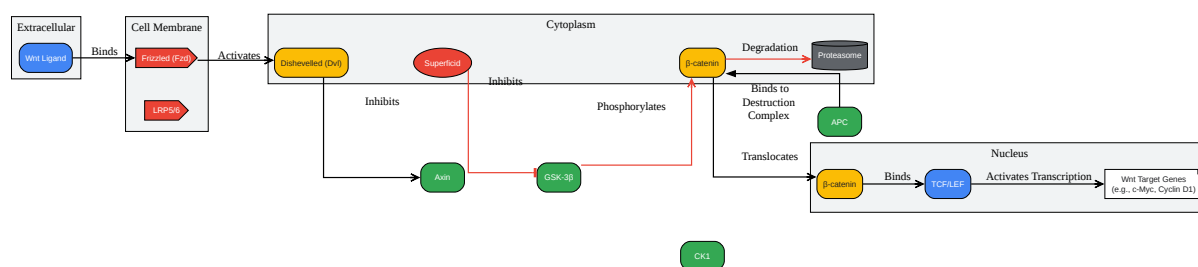 Extracellular
Cell Membrane
Cytoplasm
Wnt Ligand
Binds
Frizzled (Fzd)
Activates
Dishevelled (Dvl)
Superficid
Inhibits
β-catenin
Degradation
Proteasome
LRP5/6
Inhibits
Phosphorylates
Binds to
Destruction
Complex
APC
Translocates
Nucleus
Axin
GSK-3β
β-catenin
Binds
TCF/LEF
Activates Transcription
Wnt Target Genes
(e.g., c-Myc, Cyclin D1)
CK1